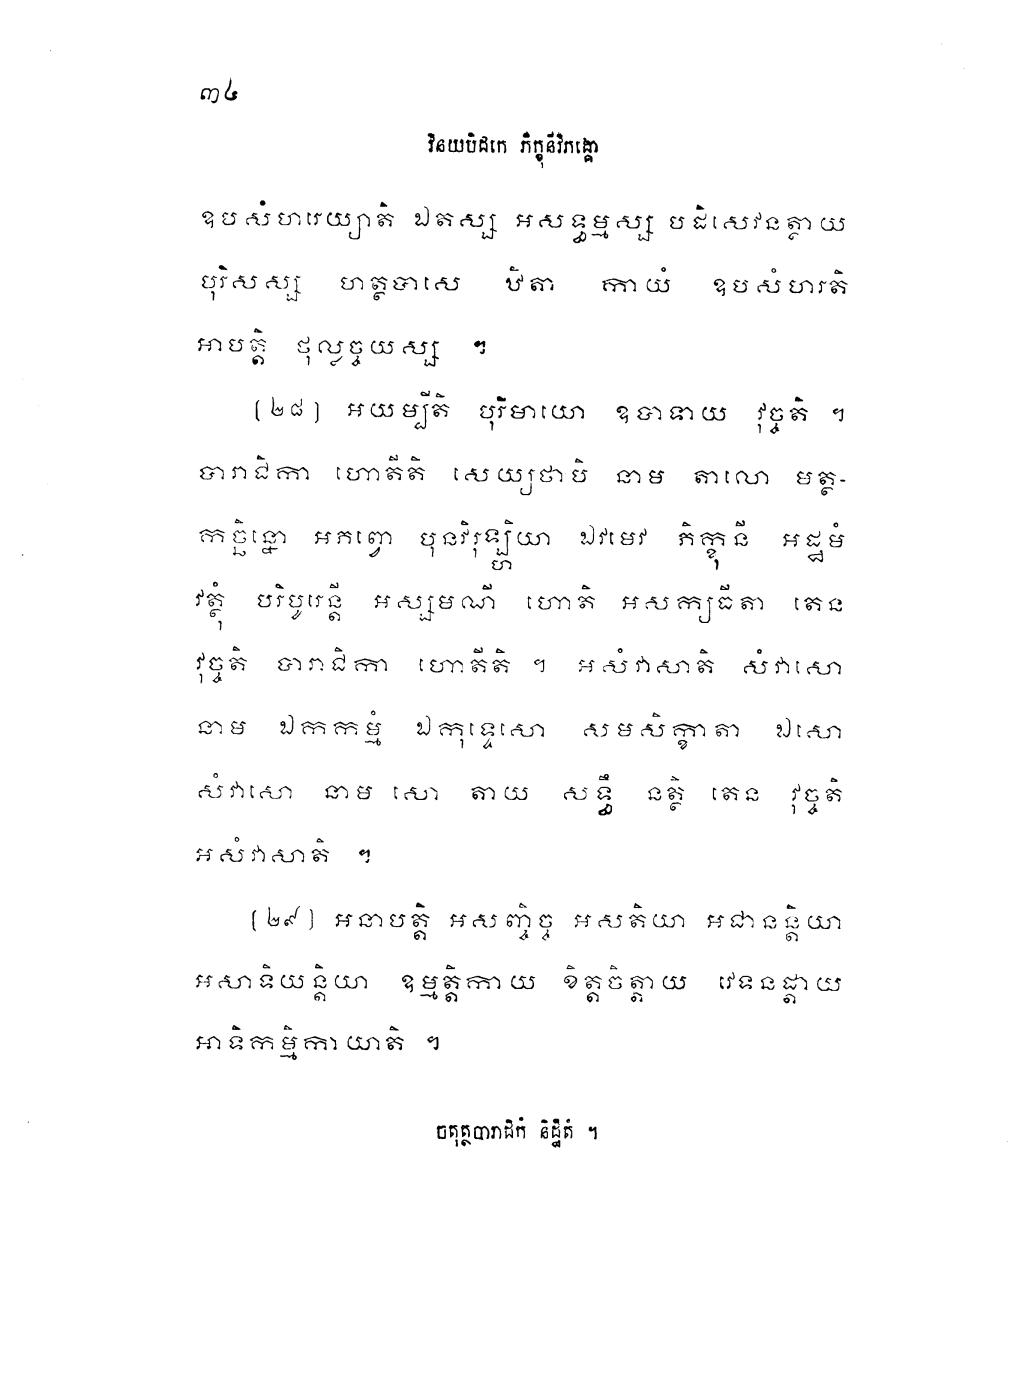 ៣៤
វិនយបិដកេ ភិក្ខុនីវិភង្គោ
ឧបសំហរេយ្យាតិ ឯតស្ស អសទ្ធម្មស្ស បដិសេវនត្ថាយ
បុរិសស្ស ហត្ថបាសេ ឋិតា កាយំ ឧបសំហរតិ
អាបត្តិ ថុល្លច្ចយស្ស ៗ
(២៨) អយម្បីតិ បុរិមាយោ ឧបាទាយ វុច្ចតិ ។
បារាជិកា ហោតីតិ សេយ្យថាបិ នាម តាលោ មត្ថ-
កច្ឆិន្នោ អភព្វោ បុនវិរុឡ្ហិយា ឯវមេវ ភិក្ខុនី អដ្ឋមំ
វត្ថុំ បរិបូរេន្តី អស្សមណី ហោតិ អសក្យធីតា តេន
វុច្ចតិ បារាជិកា ហោតីតិ ។ អសំវាសាតិ សំវាសោ
នាម ឯកកម្មំ ឯកុទ្ទេសោ សមសិក្ខាតា ឯសោ
សំវាសោ នាម សោ តាយ សទ្ធឹ នត្ថិ តេន វុច្ចតិ
អសំវាសាតិ ៗ
(២៩) អនាបត្តិ អសញ្ចិច្ច អសតិយា អជានន្តិយា
អសាទិយន្តិយា ឧម្មត្តិកាយ ខិត្តចិត្តាយ វេទនដ្តាយ
អាទិកម្មិកាយាតិ ៗ
ចតុត្ថបារាជិកំ និដ្ឋិតំ ។